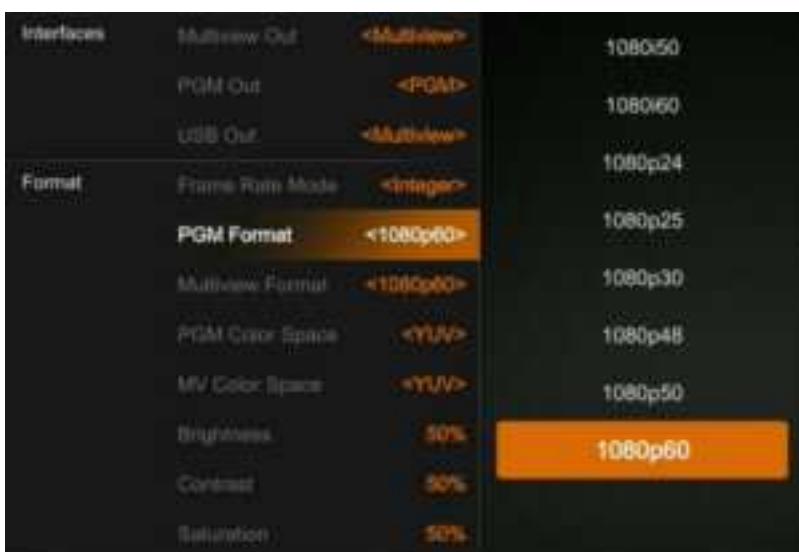 Interfaces
Multiview Out <Multiview>
PGM Out <PGM>
USB Out <Multiview>
Format
Frame Rate Mode <Integer>
PGM Format <1080p60>
Multiview Format <1080p60>
PGM Color Space <YUV>
MV Color Space <YUV>
Brightness 50%
Contrast 50%
Saturation 50%
1080i50
1080i60
1080p24
1080p25
1080p30
1080p48
1080p50
1080p60